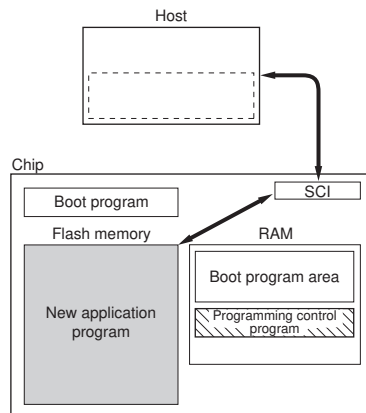 Host
Chip
SCI
Boot program
Flash memory
RAM
New application
program
Boot program area
Programming control
program